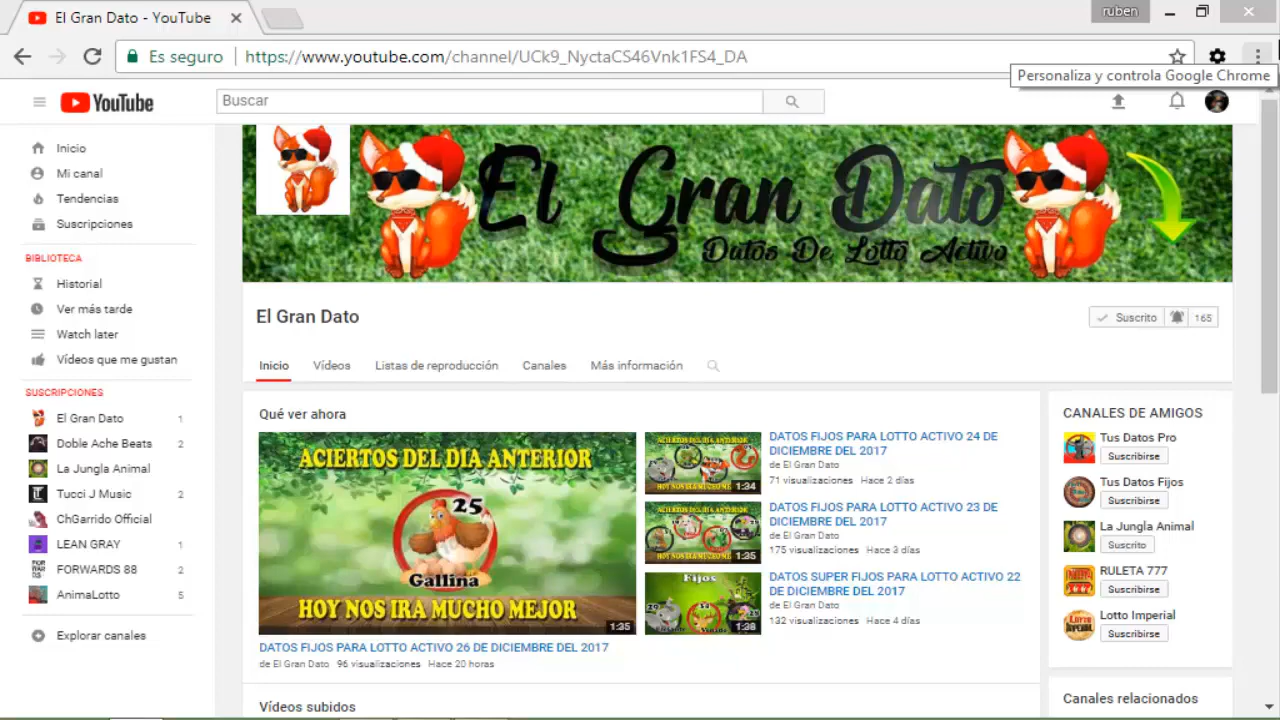 El Gran Dato - YouTube
ruben
Es seguro
https://www.youtube.com/channel/UCk9_NyctaCS46Vnk1FS4_DA
Personaliza y controla Google Chrome
YouTube
Buscar
Inicio
Mi canal
Tendencias
Suscripciones
BIBLIOTECA
Historial
Ver más tarde
Watch later
Vídeos que me gustan
SUSCRIPCIONES
El Gran Dato 1
Doble Ache Beats 2
La Jungla Animal
Tucci J Music 2
ChGarrido Official
LEAN GRAY 1
FORWARDS 88 2
AnimaLotto 5
Explorar canales
El Gran Dato
Datos De Lotto Activo
El Gran Dato
Suscrito 165
Inicio Vídeos Listas de reproducción Canales Más información
Qué ver ahora
ACIERTOS DEL DIA ANTERIOR
25
Gallina
HOY NOS IRA MUCHO MEJOR
1:35
DATOS FIJOS PARA LOTTO ACTIVO 26 DE DICIEMBRE DEL 2017
de El Gran Dato 96 visualizaciones Hace 20 horas
ACIERTOS DEL DIA ANTERIOR
1:34
DATOS FIJOS PARA LOTTO ACTIVO 24 DE
DICIEMBRE DEL 2017
de El Gran Dato
71 visualizaciones Hace 2 días
ACIERTOS DEL DIA ANTERIOR
1:35
DATOS FIJOS PARA LOTTO ACTIVO 23 DE
DICIEMBRE DEL 2017
de El Gran Dato
175 visualizaciones Hace 3 días
Fijos
1:38
DATOS SUPER FIJOS PARA LOTTO ACTIVO 22
DE DICIEMBRE DEL 2017
de El Gran Dato
132 visualizaciones Hace 4 días
Vídeos subidos
CANALES DE AMIGOS
Tus Datos Pro
Suscribirse
Tus Datos Fijos
Suscribirse
La Jungla Animal
Suscrito
RULETA 777
Suscribirse
Lotto Imperial
Suscribirse
Canales relacionados